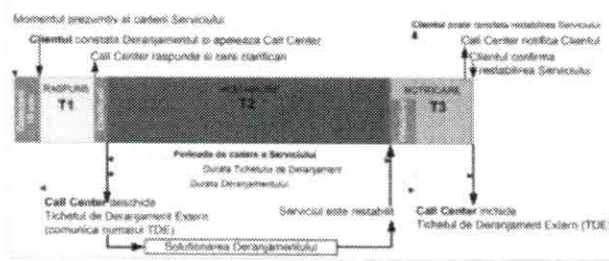 Momentul prezumtiv al caderii Serviciului
Clientul constata Deranjamentul si apeleaza Call Center
Call Center raspunde si cere clarificari
Clientul poate constata restabilirea Serviciului
Call Center notifica Clientul
Clientul confirma
restabilirea Serviciului
RASPUNS
T1
T2
NOTIFICARE
T3
Perioada de cadere a Serviciului
Durata Tichetului de Deranjament
Durata Deranjamentului
Call Center deschide
Tichetul de Deranjament Extern
(comunica numarul TDE)
Serviciul este restabilit
Call Center inchide
Tichetul de Deranjament Extern (TDE)
Solutionarea Deranjamentului